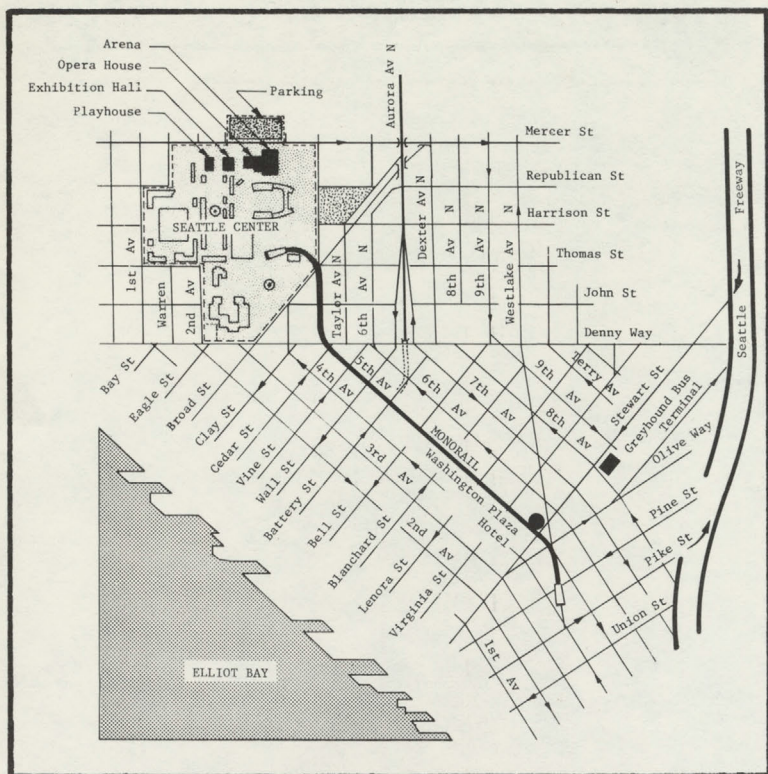 Arena
Opera House
Exhibition Hall
Playhouse
Parking
Aurora Av N
Mercer St
Republican St
Harrison St
Thomas St
John St
Denny Way
SEATTLE CENTER
1st Av
Warren
2nd Av
Taylor Av N
6th Av N
Dexter Av N
8th Av N
9th Av N
Westlake Av N
Seattle Freeway
Bay St
Eagle St
Broad St
Clay St
Cedar St
Vine St
Wall St
Battery St
Bell St
Blanchard St
Lenora St
Virginia St
4th Av
5th Av
6th Av
7th Av
8th Av
9th Av
Terry Av
3rd Av
2nd Av
1st Av
Stewart St
Greyhound Bus
Terminal
Olive Way
Pine St
Pike St
Union St
MONORAIL
Washington Plaza
Hotel
ELLIOT BAY